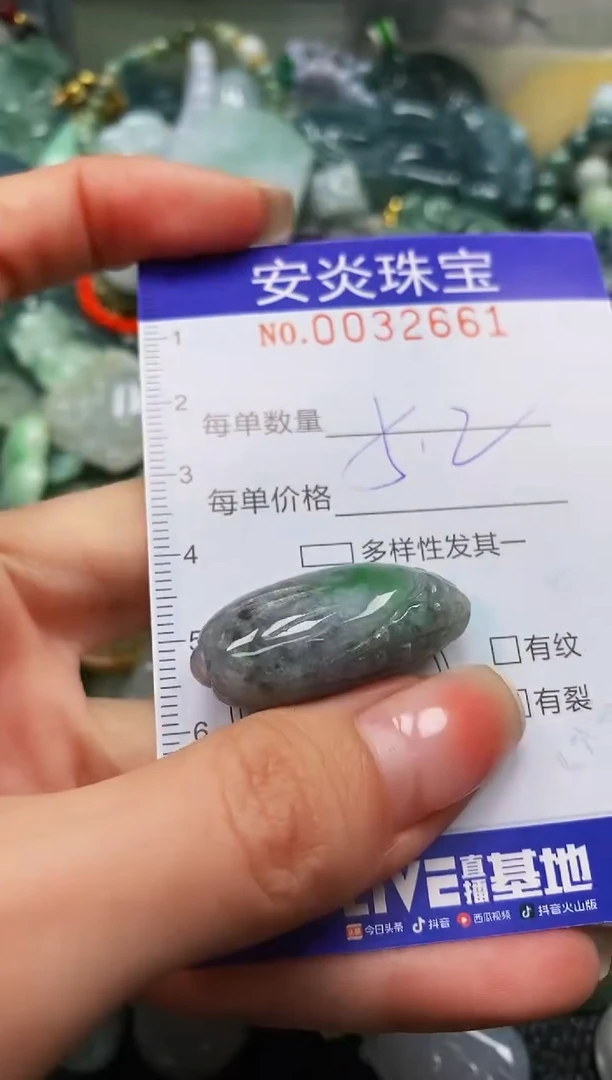 安炎珠宝
NO.0032661
1
2
每单数量
3
每单价格
4
多样性发其一
5
有纹
有裂
6
LIVE直播基地
今日头条 抖音 西瓜视频 抖音火山版